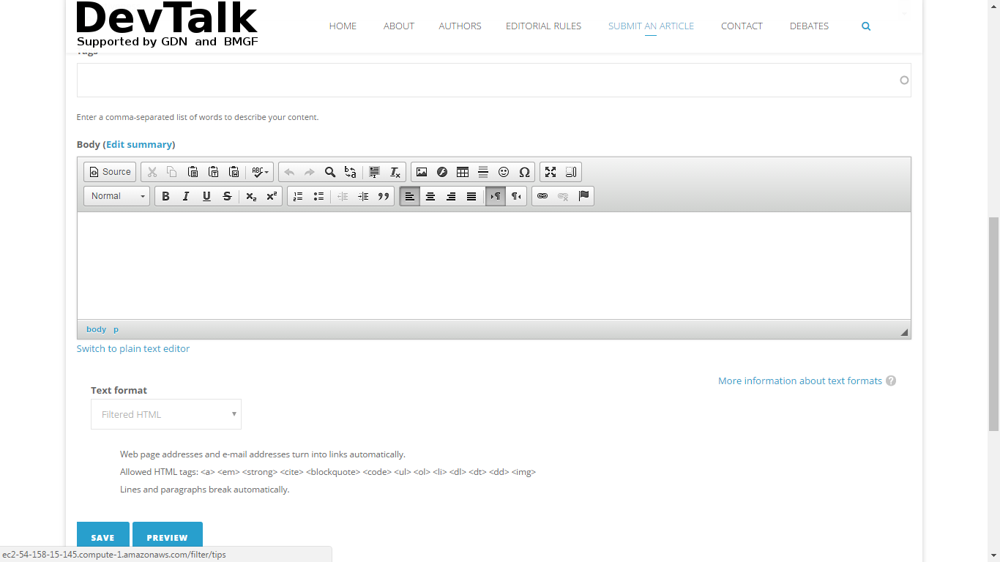 DevTalk
Supported by GDN and BMGF
HOME ABOUT AUTHORS EDITORIAL RULES SUBMIT AN ARTICLE CONTACT DEBATES
Tags
Enter a comma-separated list of words to describe your content.
Body (Edit summary)
Source ABC
Normal B I U S x₂ x²
body p
Switch to plain text editor
More information about text formats ?
Text format
Filtered HTML
Web page addresses and e-mail addresses turn into links automatically.
Allowed HTML tags: <a> <em> <strong> <cite> <blockquote> <code> <ul> <ol> <li> <dl> <dt> <dd> <img>
Lines and paragraphs break automatically.
SAVE PREVIEW
ec2-54-158-15-145.compute-1.amazonaws.com/filter/tips